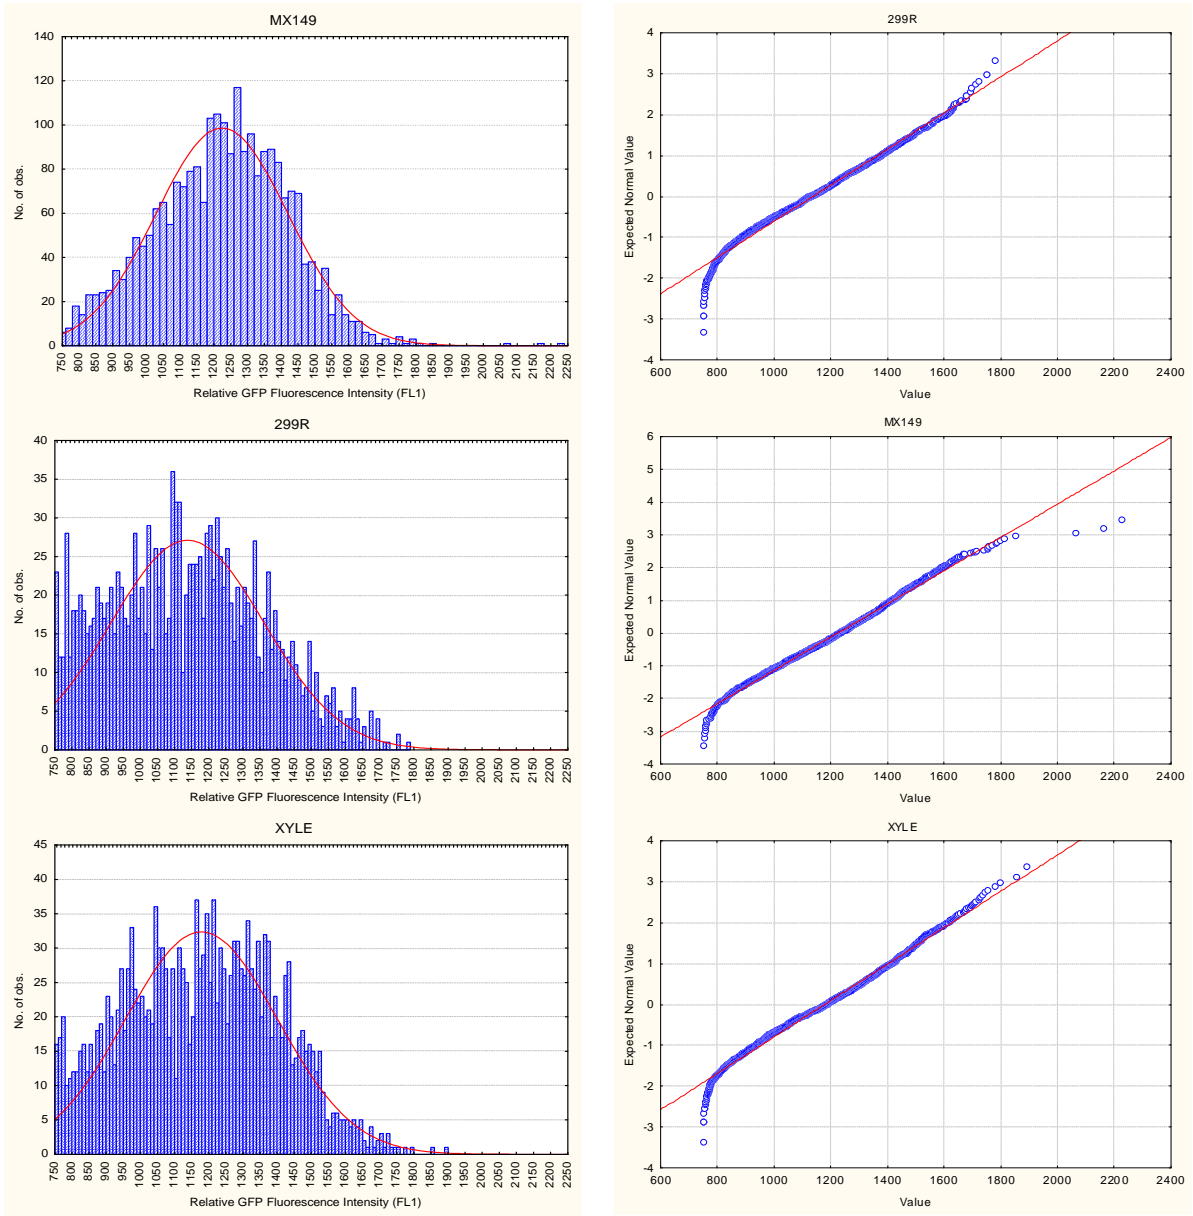 MX149
140
120
100
80
60
40
20
0
No. of obs.
750 800 850 900 950 1000 1050 1100 1150 1200 1250 1300 1350 1400 1450 1500 1550 1600 1650 1700 1750 1800 1850 1900 1950 2000 2050 2100 2150 2200 2250
Relative GFP Fluorescence Intensity (FL1)
299R
4
3
2
1
0
-1
-2
-3
-4
Expected Normal Value
600 800 1000 1200 1400 1600 1800 2000 2200 2400
Value
299R
40
35
30
25
20
15
10
5
0
No. of obs.
750 800 850 900 950 1000 1050 1100 1150 1200 1250 1300 1350 1400 1450 1500 1550 1600 1650 1700 1750 1800 1850 1900 1950 2000 2050 2100 2150 2200 2250
Relative GFP Fluorescence Intensity (FL1)
MX149
6
5
4
3
2
1
0
-1
-2
-3
-4
Expected Normal Value
600 800 1000 1200 1400 1600 1800 2000 2200 2400
Value
XYLE
45
40
35
30
25
20
15
10
5
0
No. of obs.
750 800 850 900 950 1000 1050 1100 1150 1200 1250 1300 1350 1400 1450 1500 1550 1600 1650 1700 1750 1800 1850 1900 1950 2000 2050 2100 2150 2200 2250
Relative GFP Fluorescence Intensity (FL1)
XYLE
4
3
2
1
0
-1
-2
-3
-4
Expected Normal Value
600 800 1000 1200 1400 1600 1800 2000 2200 2400
Value